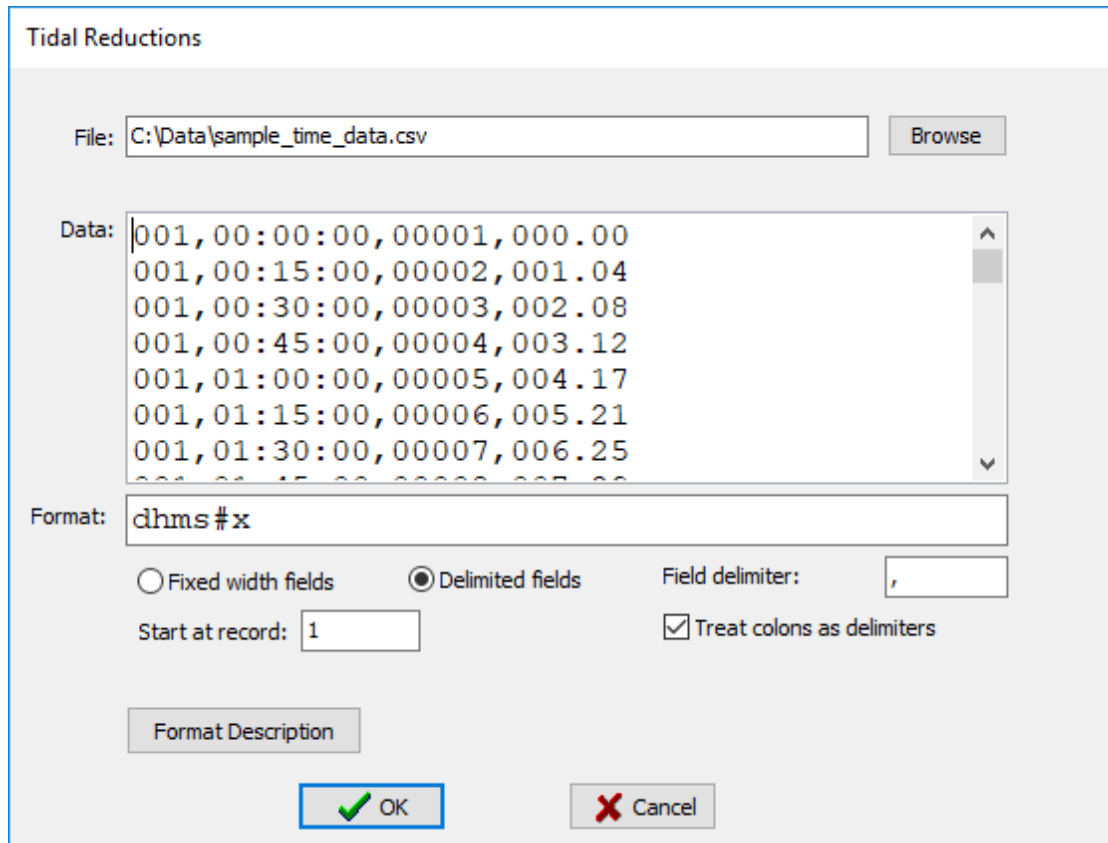 Tidal Reductions
File: C:\Data\sample_time_data.csv Browse
Data: 001,00:00:00,00001,000.00
001,00:15:00,00002,001.04
001,00:30:00,00003,002.08
001,00:45:00,00004,003.12
001,01:00:00,00005,004.17
001,01:15:00,00006,005.21
001,01:30:00,00007,006.25
Format: dhms#x
Fixed width fields Delimited fields Field delimiter: ,
Start at record: 1 Treat colons as delimiters
Format Description
OK Cancel